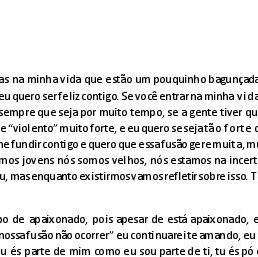 as na minha vida que estão um pouquinho bagunçada
eu quero ser feliz contigo. Se você entrar na minha vida
sempre que seja por muito tempo, se a gente tiver qu
e “violento” muito forte, e eu quero se seja tão forte
me fundir contigo e que essa fusão gere muita, mu
mos jovens nós somos velhos, nós estamos na incert
u, mas enquanto existirmos vamos refletir sobre isso. T
po de apaixonado, pois apesar de está apaixonado, e
nossa fusão não ocorrer” eu continuarei te amando, eu
u és parte de mim como eu sou parte de ti, tu és pó